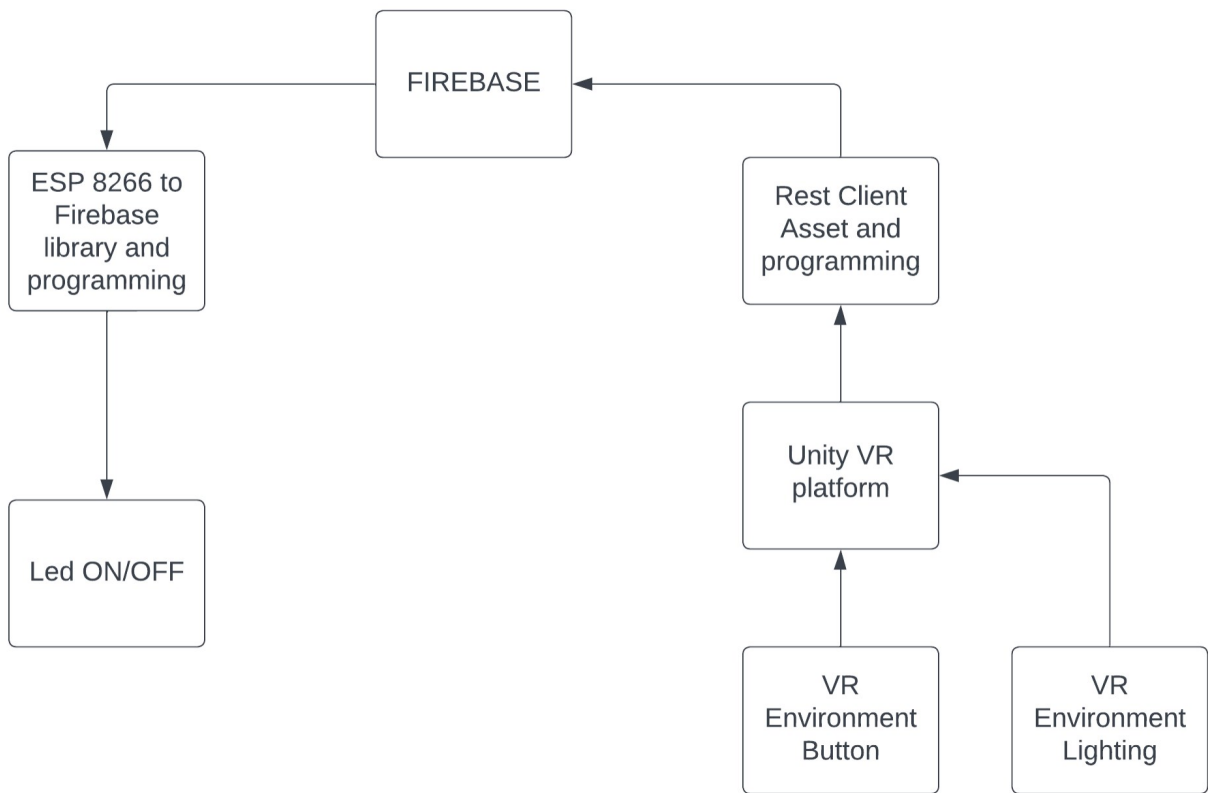 FIREBASE
ESP 8266 to
Firebase
library and
programming
Rest Client
Asset and
programming
Unity VR
platform
Led ON/OFF
VR
Environment
Button
VR
Environment
Lighting